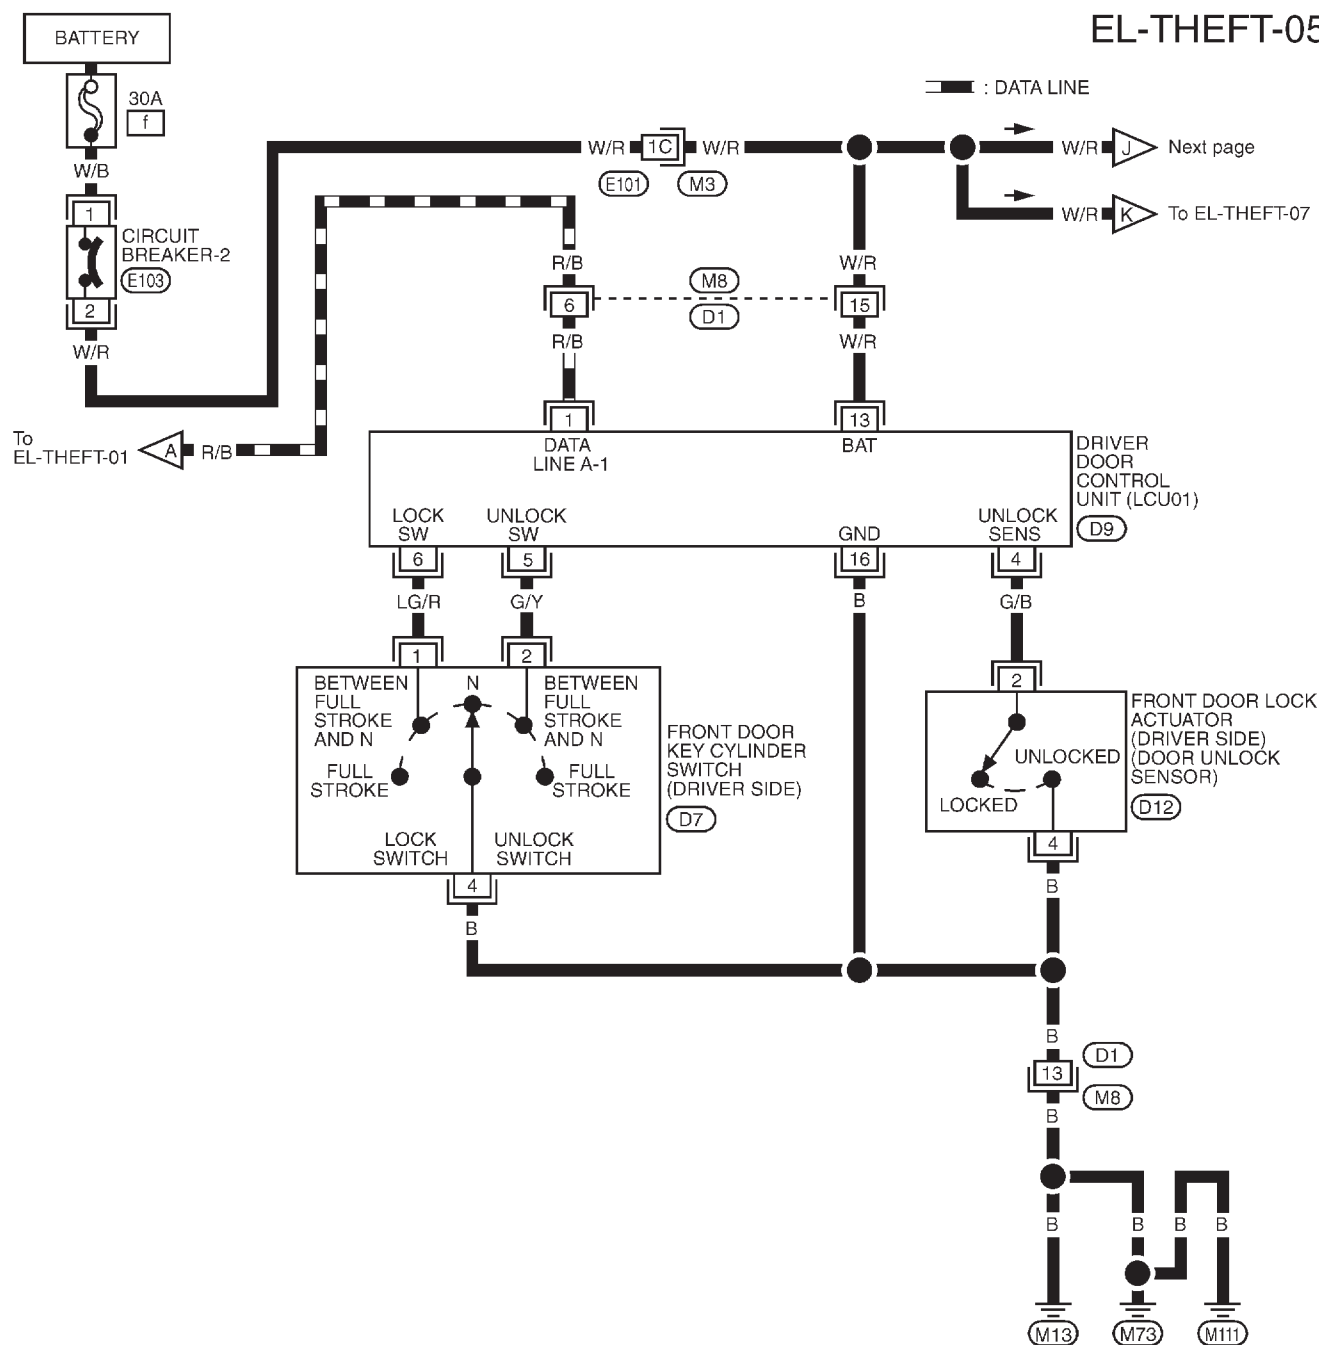 EL-THEFT-05
BATTERY
: DATA LINE
30A
f
W/R
1C
W/R
W/R
J
Next page
W/B
E101
M3
1
CIRCUIT
BREAKER-2
E103
W/R
K
To EL-THEFT-07
R/B
M8
W/R
6
15
2
D1
W/R
R/B
W/R
1
13
To
EL-THEFT-01
A
R/B
DATA
LINE A-1
BAT
DRIVER
DOOR
CONTROL
UNIT (LCU01)
D9
LOCK
SW
UNLOCK
SW
GND
UNLOCK
SENS
6
5
16
4
LG/R
G/Y
B
G/B
1
2
2
BETWEEN
FULL
STROKE
AND N
N
BETWEEN
FULL
STROKE
AND N
FULL
STROKE
FULL
STROKE
LOCK
SWITCH
UNLOCK
SWITCH
FRONT DOOR
KEY CYLINDER
SWITCH
(DRIVER SIDE)
D7
UNLOCKED
LOCKED
FRONT DOOR LOCK
ACTUATOR
(DRIVER SIDE)
(DOOR UNLOCK
SENSOR)
D12
4
4
B
B
B
D1
13
M8
B
B
B
B
B
M13
M73
M111